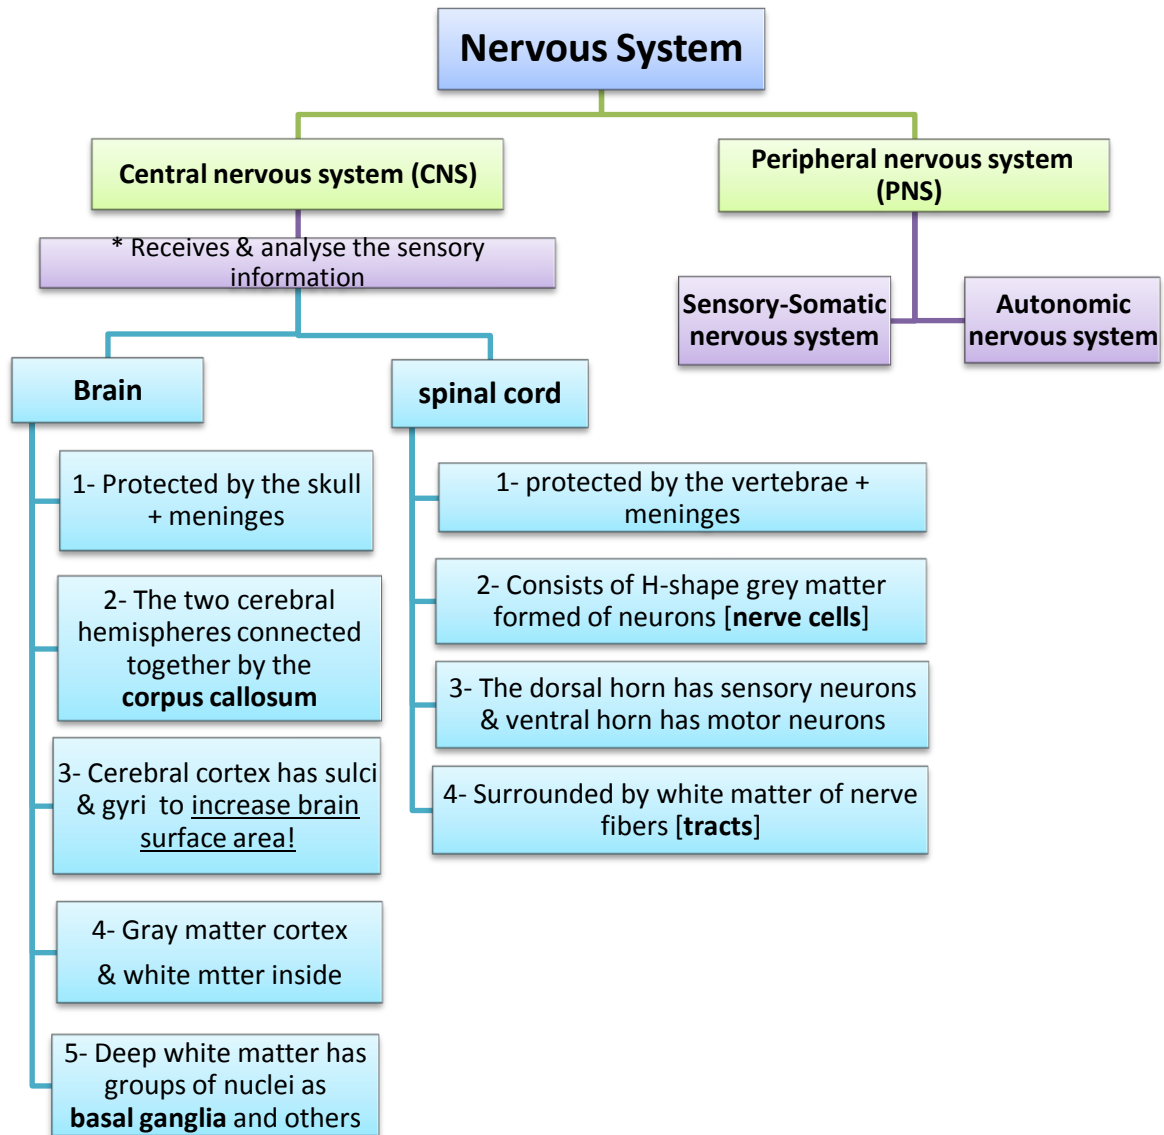 Nervous System
Central nervous system (CNS)
Peripheral nervous system
(PNS)
* Receives & analyse the sensory
information
Sensory-Somatic
nervous system
Autonomic
nervous system
Brain
1- Protected by the skull
+ meninges
2- The two cerebral
hemispheres connected
together by the
corpus callosum
3- Cerebral cortex has sulci
& gyri to increase brain
surface area!
4- Gray matter cortex
& white mtter inside
5- Deep white matter has
groups of nuclei as
basal ganglia and others
spinal cord
1- protected by the vertebrae +
meninges
2- Consists of H-shape grey matter
formed of neurons [nerve cells]
3- The dorsal horn has sensory neurons
& ventral horn has motor neurons
4- Surrounded by white matter of nerve
fibers [tracts]